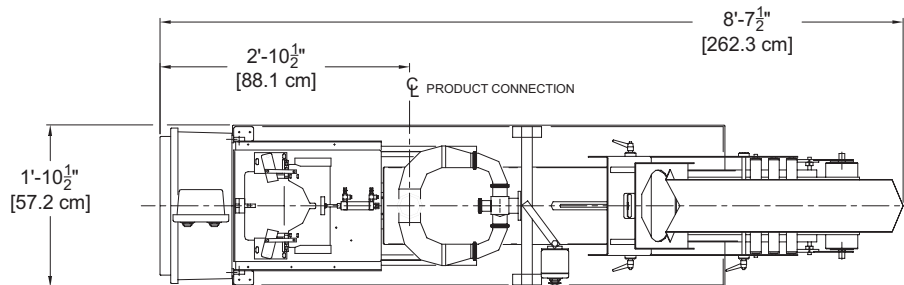 8'-7½"
[262.3 cm]
2'-10½"
[88.1 cm]
℄ PRODUCT CONNECTION
1'-10½"
[57.2 cm]